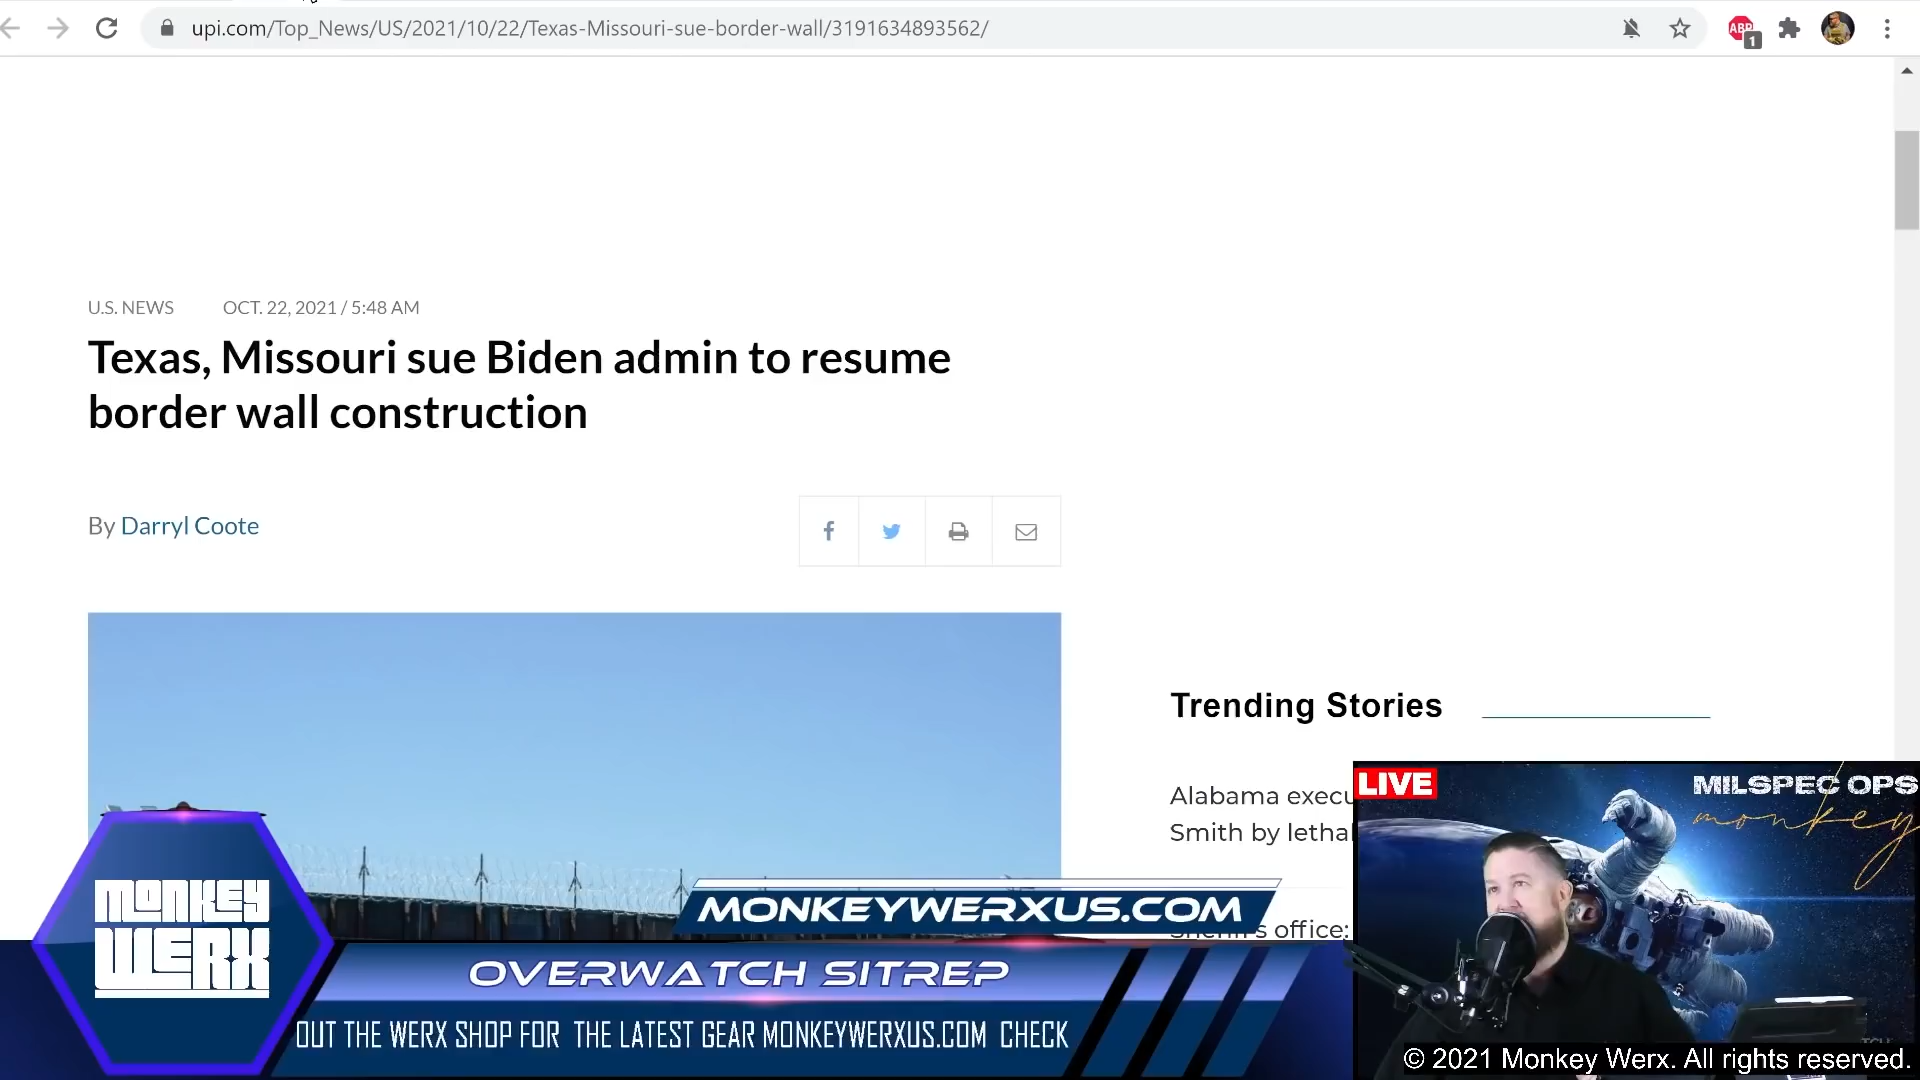 upi.com/Top_News/US/2021/10/22/Texas-Missouri-sue-border-wall/3191634893562/
ABP
1
U.S. NEWS OCT. 22, 2021 / 5:48 AM
Texas, Missouri sue Biden admin to resume
border wall construction
By Darryl Coote
Trending Stories
Alabama execu
Smith by lethal
Sheriff's office:
LIVE
MILSPEC OPS
monkey
MONKEY
WERX
MONKEYWERXUS.COM
OVERWATCH SITREP
OUT THE WERX SHOP FOR THE LATEST GEAR MONKEYWERXUS.COM CHECK
© 2021 Monkey Werx. All rights reserved.